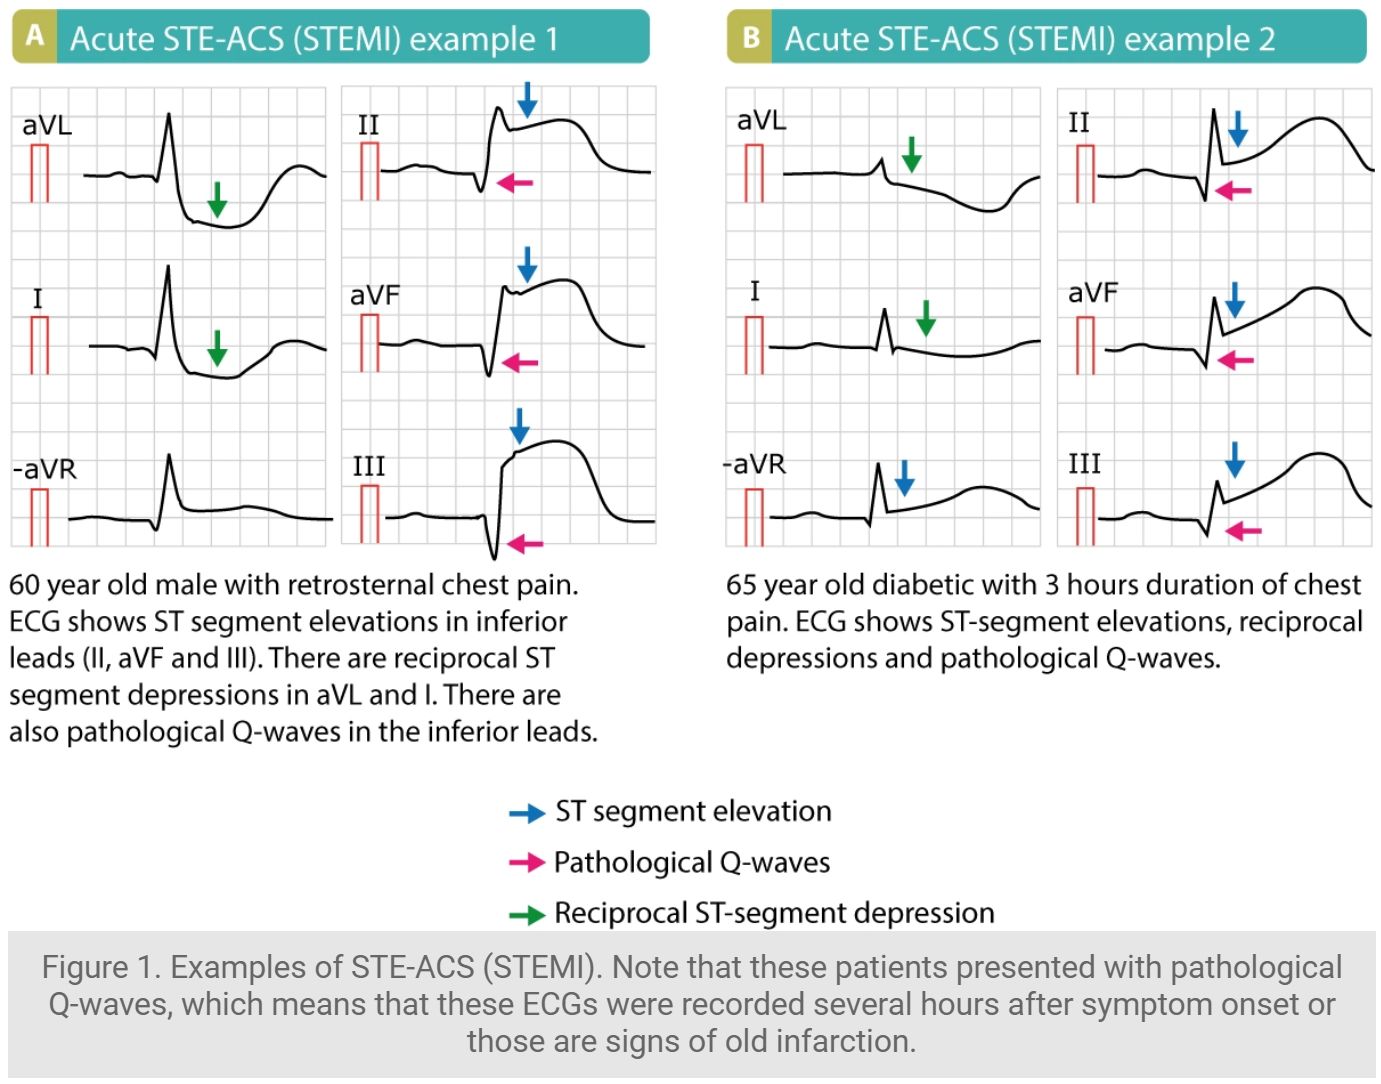 A Acute STE-ACS (STEMI) example 1
aVL
II
I
aVF
-aVR
III
60 year old male with retrosternal chest pain.
ECG shows ST segment elevations in inferior
leads (II, aVF and III). There are reciprocal ST
segment depressions in aVL and I. There are
also pathological Q-waves in the inferior leads.
B Acute STE-ACS (STEMI) example 2
aVL
II
I
aVF
-aVR
III
65 year old diabetic with 3 hours duration of chest
pain. ECG shows ST-segment elevations, reciprocal
depressions and pathological Q-waves.
ST segment elevation
Pathological Q-waves
Reciprocal ST-segment depression
Figure 1. Examples of STE-ACS (STEMI). Note that these patients presented with pathological
Q-waves, which means that these ECGs were recorded several hours after symptom onset or
those are signs of old infarction.